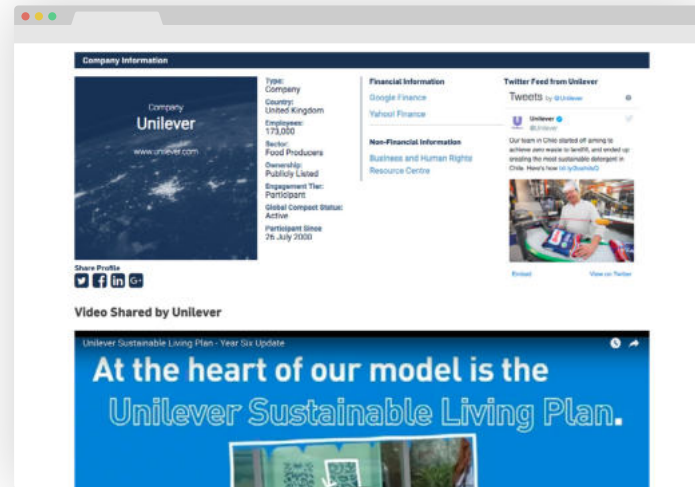 Company Information
Company
Unilever
www.unilever.com
Share Profile
Type:
Company
Country:
United Kingdom
Employees:
173,000
Sector:
Food Producers
Ownership:
Publicly Listed
Engagement Tier:
Participant
Global Compact Status:
Active
Participant Since
26 July 2000
Financial Information
Google Finance
Yahoo! Finance
Non-Financial Information
Business and Human Rights
Resource Centre
Twitter Feed from Unilever
Tweets by @Unilever
Unilever
@Unilever
Our team in Chile started off aiming to
achieve zero waste to landfill, and ended up
creating the most sustainable detergent in
Chile. Here's how
Embed
View on Twitter
Video Shared by Unilever
Unilever Sustainable Living Plan - Year Six Update
At the heart of our model is the
Unilever Sustainable Living Plan.